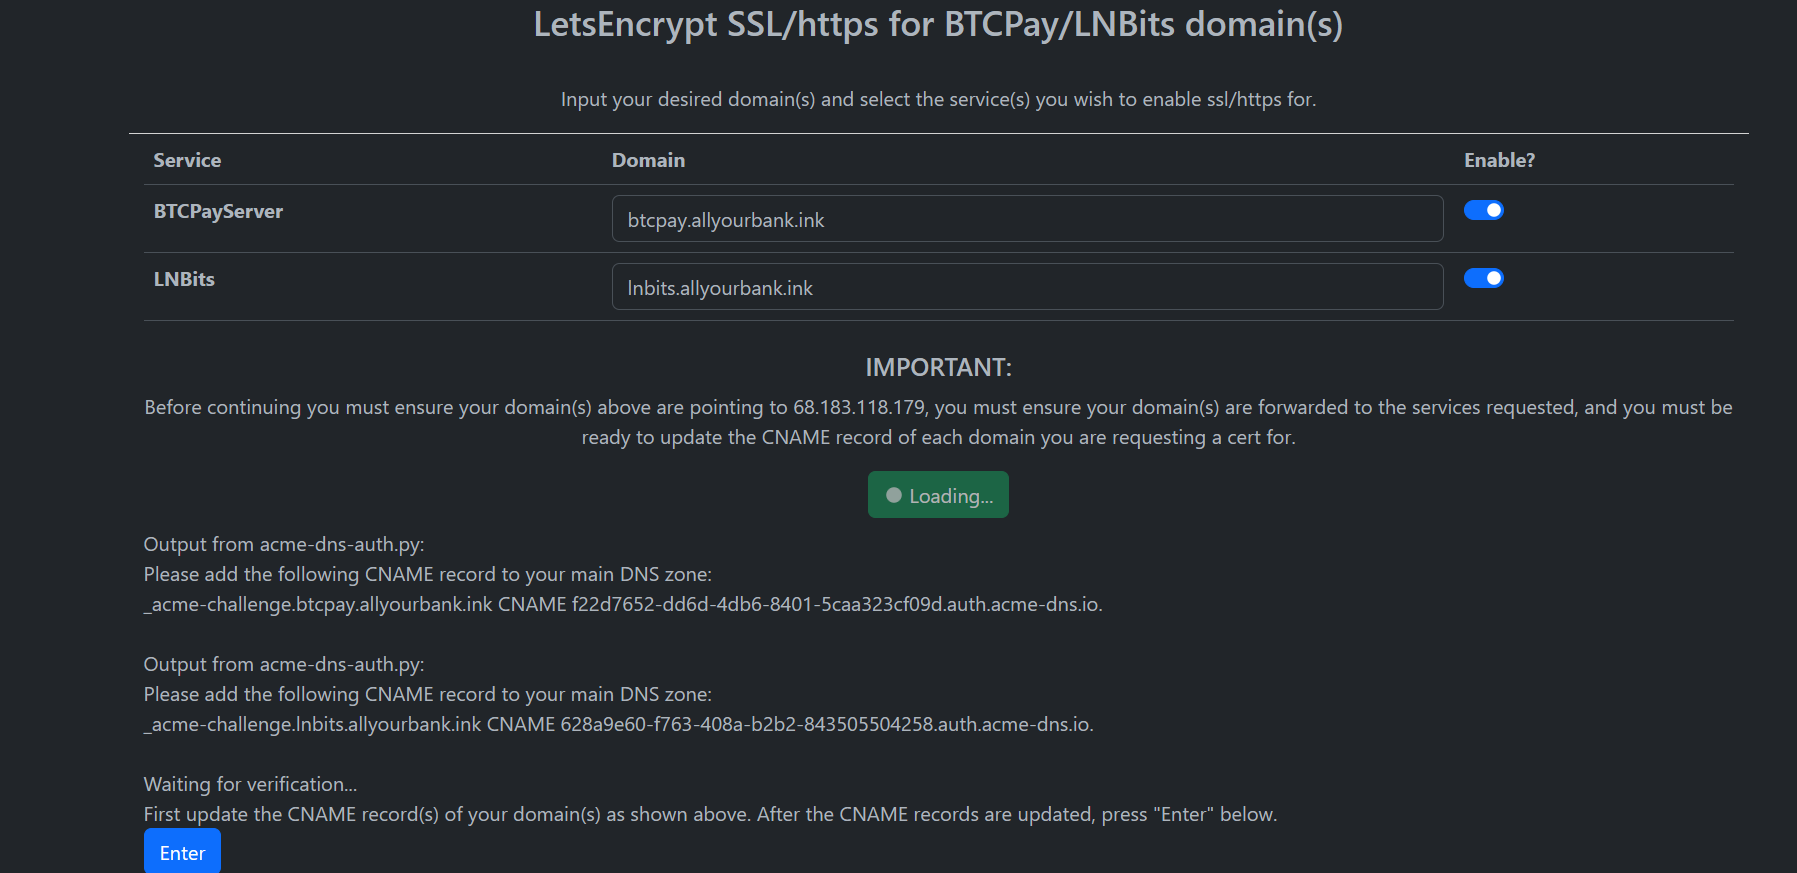 LetsEncrypt SSL/https for BTCPay/LNBits domain(s)
Input your desired domain(s) and select the service(s) you wish to enable ssl/https for.
Service Domain Enable?
BTCPayServer btcpay.allyourbank.ink
LNBits lnbits.allyourbank.ink
IMPORTANT:
Before continuing you must ensure your domain(s) above are pointing to 68.183.118.179, you must ensure your domain(s) are forwarded to the services requested, and you must be
ready to update the CNAME record of each domain you are requesting a cert for.
Loading...
Output from acme-dns-auth.py:
Please add the following CNAME record to your main DNS zone:
_acme-challenge.btcpay.allyourbank.ink CNAME f22d7652-dd6d-4db6-8401-5caa323cf09d.auth.acme-dns.io.
Output from acme-dns-auth.py:
Please add the following CNAME record to your main DNS zone:
_acme-challenge.lnbits.allyourbank.ink CNAME 628a9e60-f763-408a-b2b2-843505504258.auth.acme-dns.io.
Waiting for verification...
First update the CNAME record(s) of your domain(s) as shown above. After the CNAME records are updated, press "Enter" below.
Enter